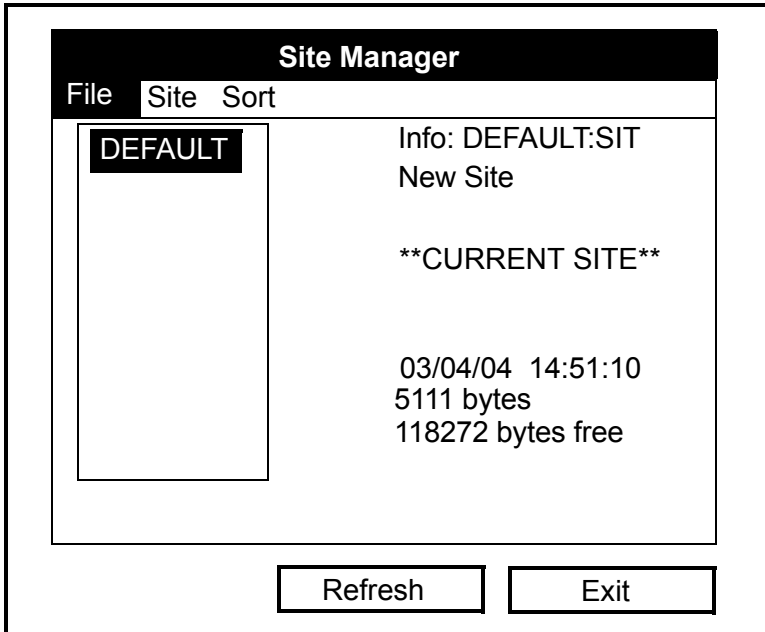 Site Manager
File Site Sort
DEFAULT
Info: DEFAULT:SIT
New Site
**CURRENT SITE**
03/04/04 14:51:10
5111 bytes
118272 bytes free
Refresh Exit